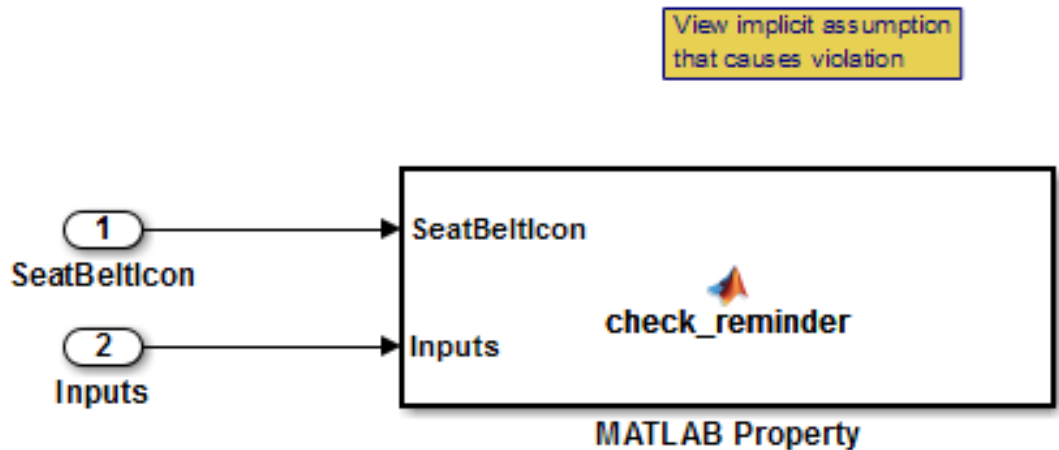 View implicit assumption
that causes violation
1
SeatBeltIcon
SeatBeltIcon
check_reminder
2
Inputs
Inputs
MATLAB Property